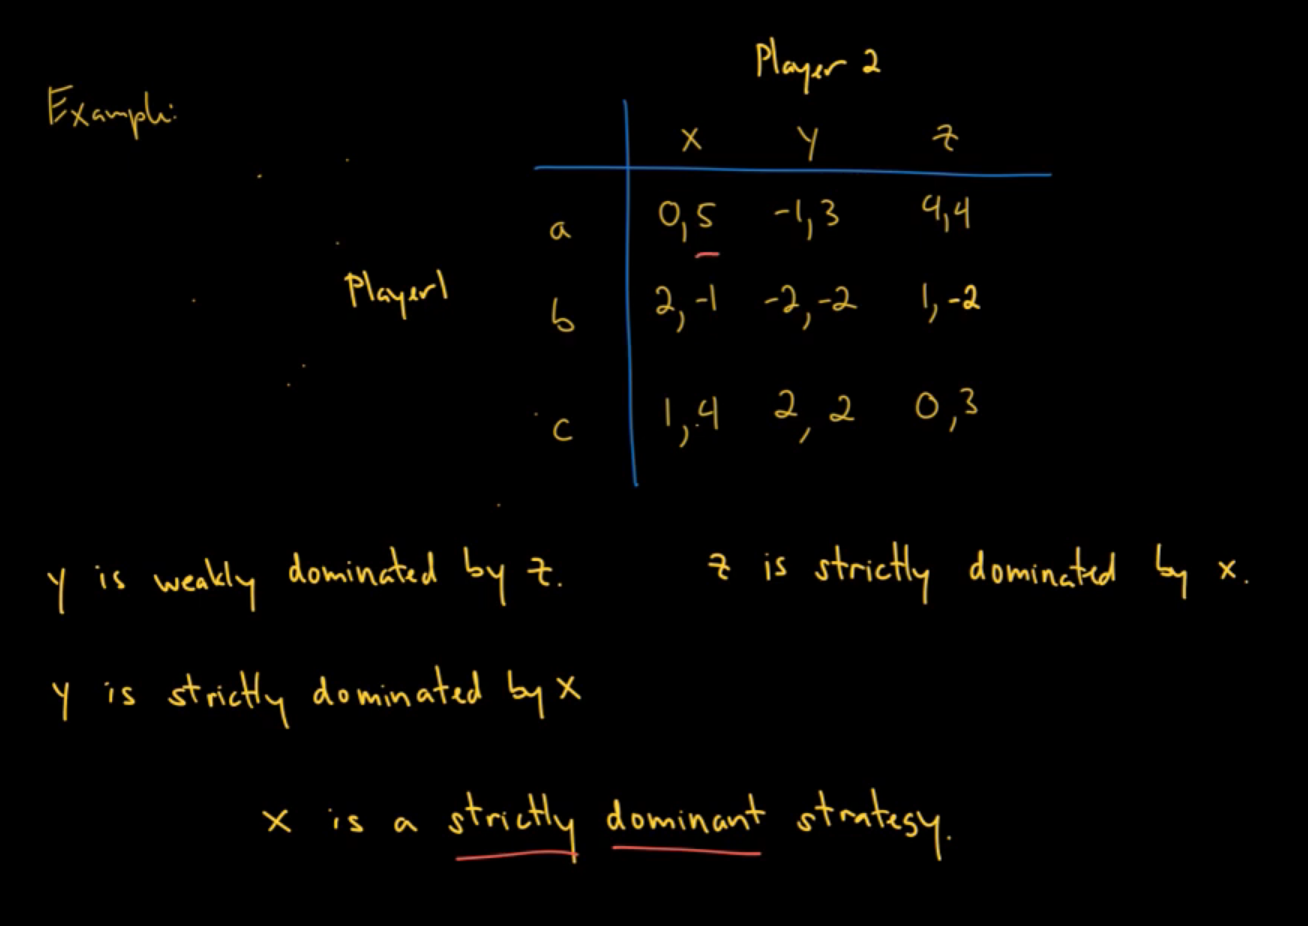 Player 2
Example:
x y z
a 0,5 -1,3 4,4
Player1
b 2,-1 -2,-2 1,-2
c 1,4 2,2 0,3
y is weakly dominated by z. z is strictly dominated by x.
y is strictly dominated by x
x is a strictly dominant strategy.